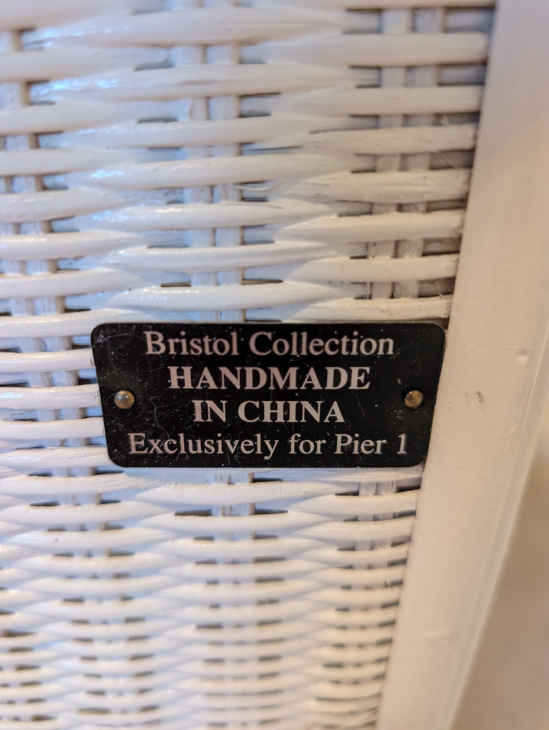 Bristol Collection
HANDMADE
IN CHINA
Exclusively for Pier 1